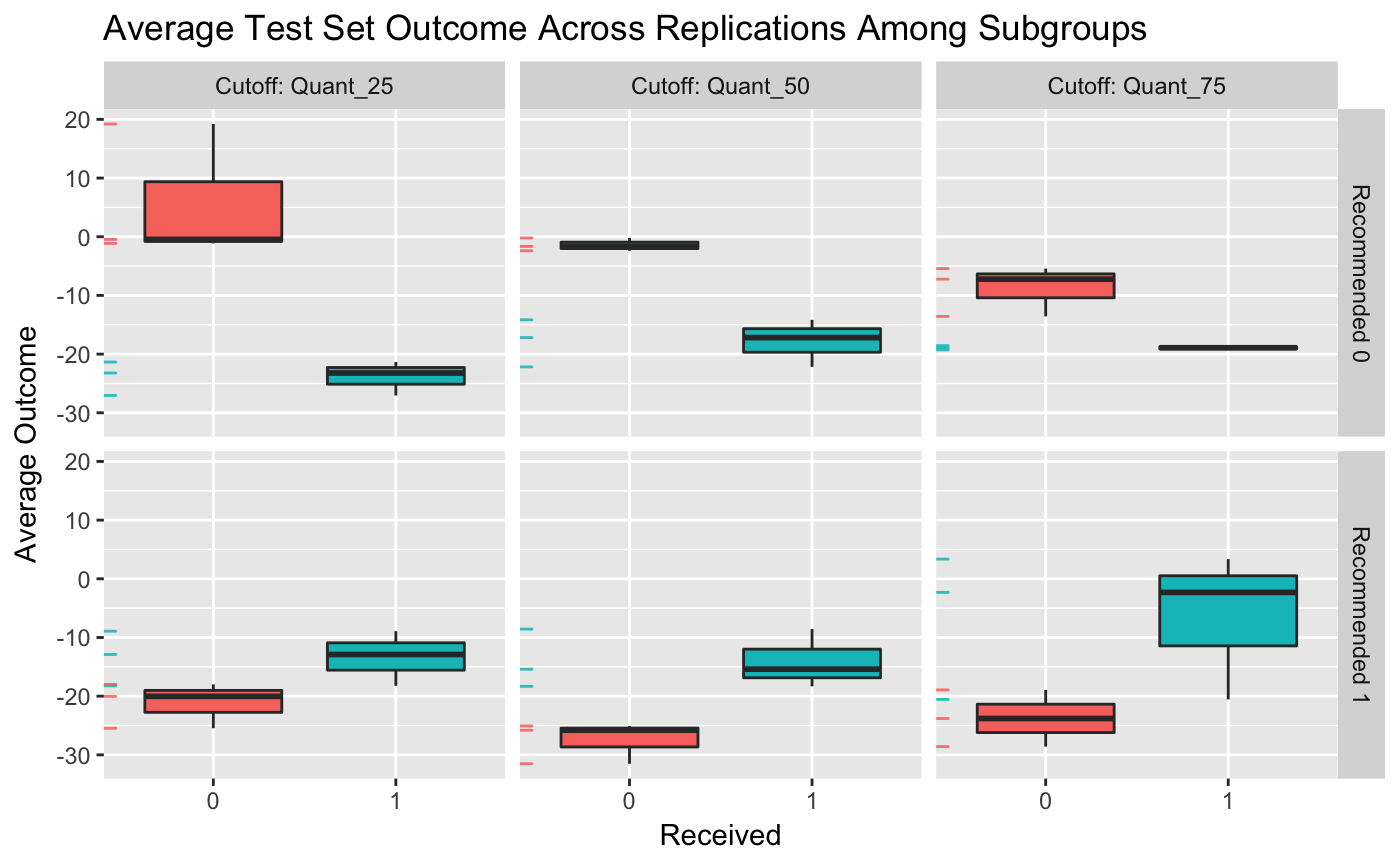 Average Test Set Outcome Across Replications Among Subgroups
Cutoff: Quant_25
Cutoff: Quant_50
Cutoff: Quant_75
Average Outcome
20
10
0
-10
-20
-30
Recommended 0
20
10
0
-10
-20
-30
Recommended 1
0
1
0
1
0
1
Received